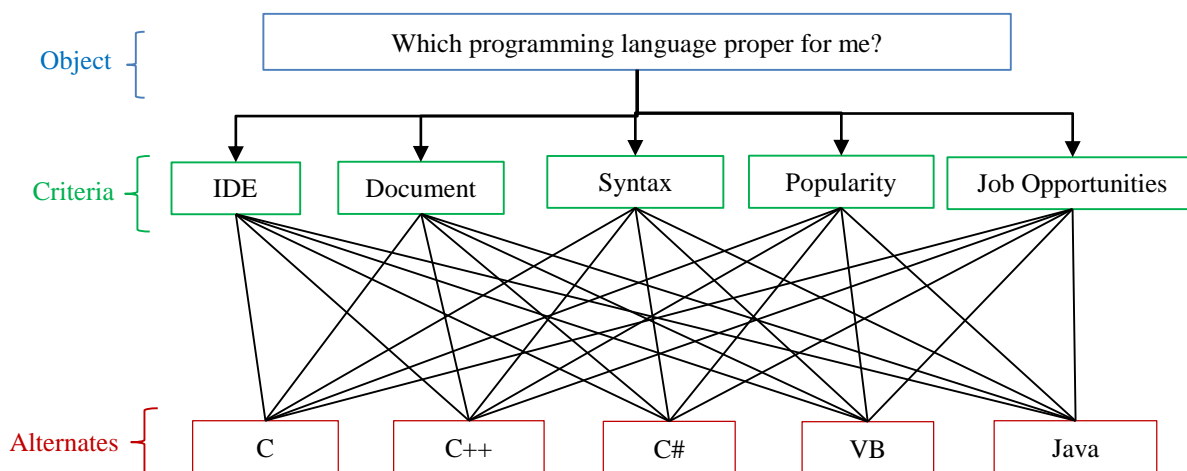 Object
Which programming language proper for me?
Criteria
IDE
Document
Syntax
Popularity
Job Opportunities
Alternates
C
C++
C#
VB
Java